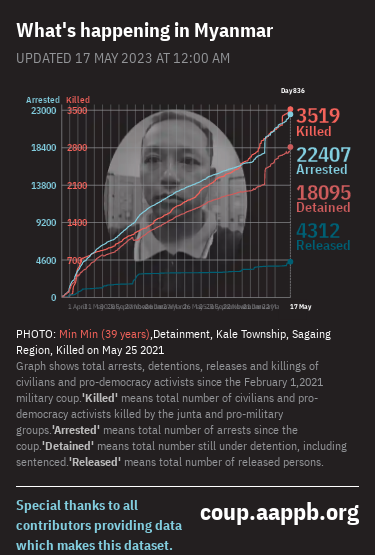 What's happening in Myanmar
UPDATED 17 MAY 2023 AT 12:00 AM
Day836
Arrested Killed
23000 3500
18400 2800
13800 2100
9200 1400
4600 700
0
3519
Killed
22407
Arrested
18095
Detained
4312
Released
17 May
PHOTO: Min Min (39 years),Detainment, Kale Township, Sagaing
Region, Killed on May 25 2021
Graph shows total arrests, detentions, releases and killings of
civilians and pro-democracy activists since the February 1,2021
military coup.'Killed' means total number of civilians and pro-
democracy activists killed by the junta and pro-military
groups.'Arrested' means total number of arrests since the
coup.'Detained' means total number still under detention, including
sentenced.'Released' means total number of released persons.
Special thanks to all
contributors providing data
which makes this dataset.
coup.aappb.org